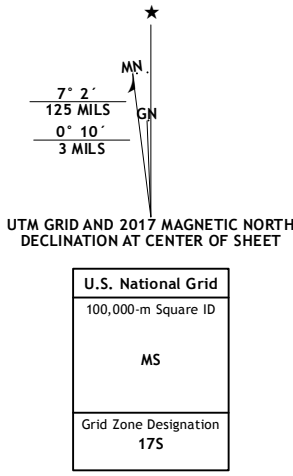 ★
MN
GN
7° 2´
125 MILS
0° 10´
3 MILS
UTM GRID AND 2017 MAGNETIC NORTH
DECLINATION AT CENTER OF SHEET
U.S. National Grid
100,000-m Square ID
MS
Grid Zone Designation
17S